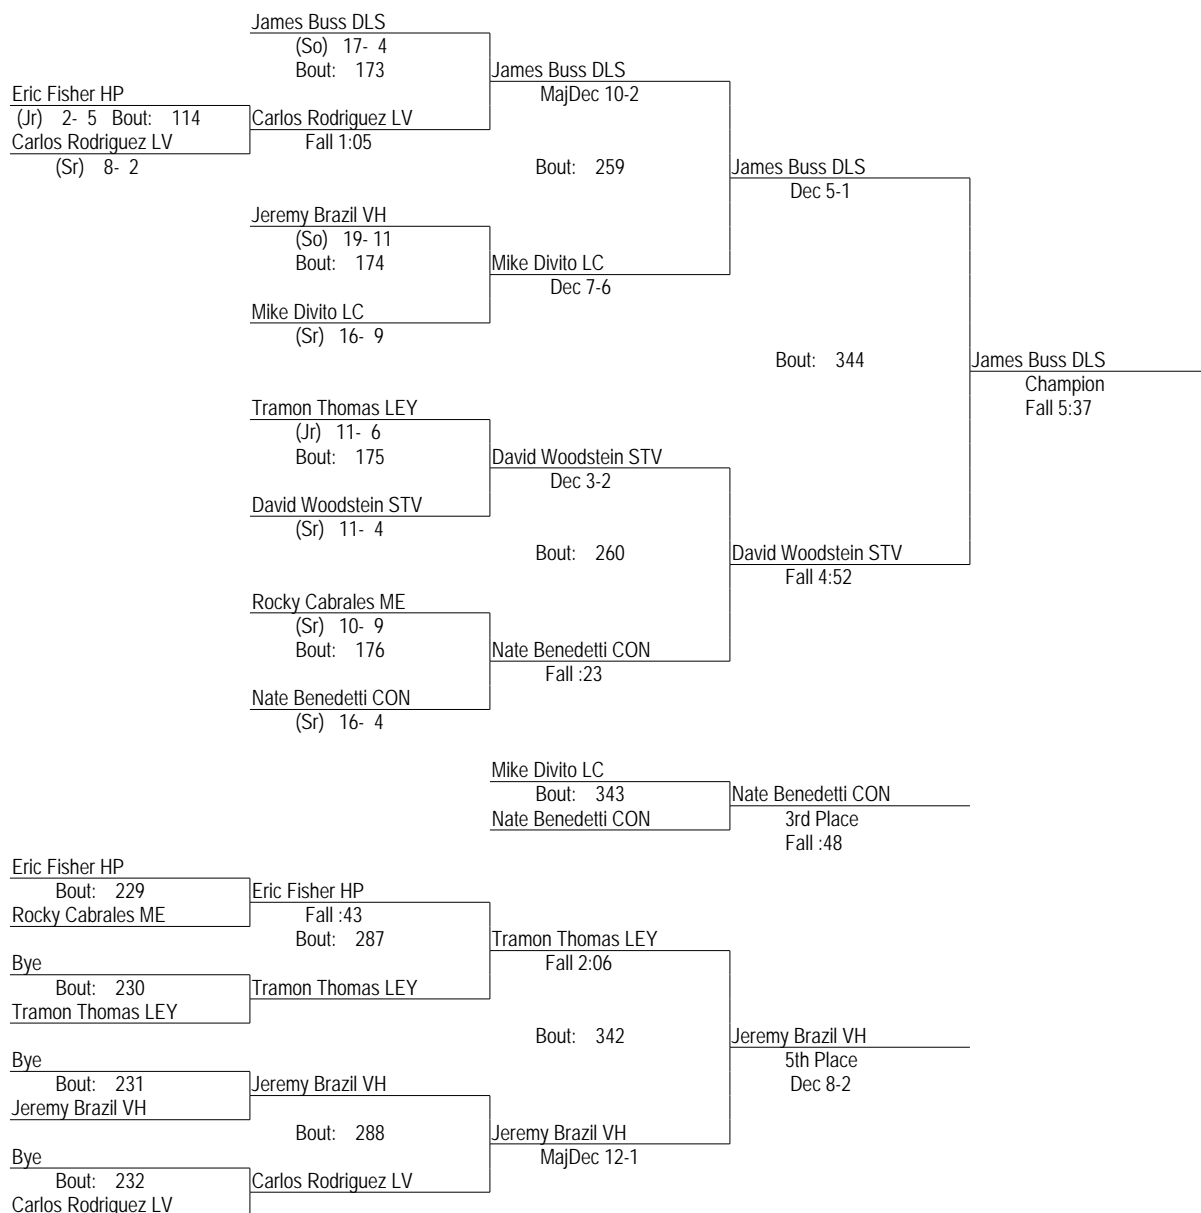 James Buss DLS
(So) 17- 4
Bout: 173
James Buss DLS
MajDec 10-2
Eric Fisher HP
(Jr) 2- 5 Bout: 114
Carlos Rodriguez LV
Fall 1:05
Carlos Rodriguez LV
(Sr) 8- 2
Bout: 259
James Buss DLS
Dec 5-1
Jeremy Brazil VH
(So) 19- 11
Bout: 174
Mike Divito LC
Dec 7-6
Mike Divito LC
(Sr) 16- 9
Bout: 344
James Buss DLS
Champion
Fall 5:37
Tramon Thomas LEY
(Jr) 11- 6
Bout: 175
David Woodstein STV
Dec 3-2
David Woodstein STV
(Sr) 11- 4
Bout: 260
David Woodstein STV
Fall 4:52
Rocky Cabrales ME
(Sr) 10- 9
Bout: 176
Nate Benedetti CON
Fall :23
Nate Benedetti CON
(Sr) 16- 4
Mike Divito LC
Bout: 343
Nate Benedetti CON
Nate Benedetti CON
3rd Place
Fall :48
Eric Fisher HP
Bout: 229
Rocky Cabrales ME
Eric Fisher HP
Fall :43
Bout: 287
Tramon Thomas LEY
Fall 2:06
Bye
Bout: 230
Tramon Thomas LEY
Tramon Thomas LEY
Bout: 342
Jeremy Brazil VH
5th Place
Dec 8-2
Bye
Bout: 231
Jeremy Brazil VH
Jeremy Brazil VH
Bout: 288
Jeremy Brazil VH
MajDec 12-1
Bye
Bout: 232
Carlos Rodriguez LV
Carlos Rodriguez LV